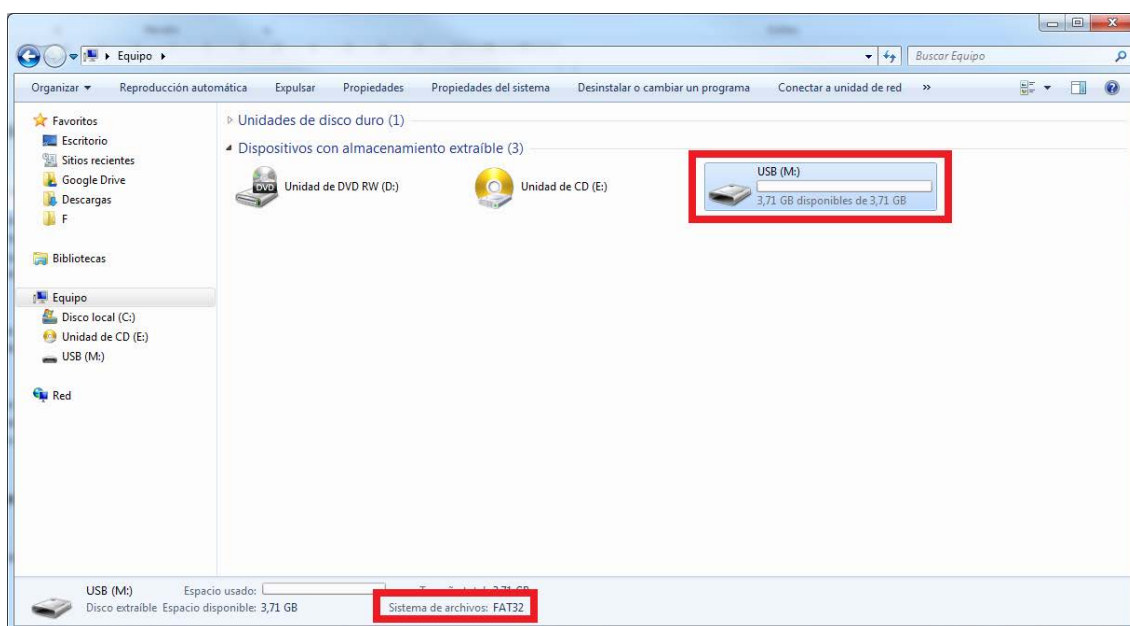 Equipo
Buscar Equipo
Organizar
Reproducción automática
Expulsar
Propiedades
Propiedades del sistema
Desinstalar o cambiar un programa
Conectar a unidad de red
»
Favoritos
Escritorio
Sitios recientes
Google Drive
Descargas
F
Bibliotecas
Equipo
Disco local (C:)
Unidad de CD (E:)
USB (M:)
Red
Unidades de disco duro (1)
Dispositivos con almacenamiento extraíble (3)
DVD
Unidad de DVD RW (D:)
Unidad de CD (E:)
USB (M:)
3,71 GB disponibles de 3,71 GB
USB (M:) Espacio usado:
Disco extraíble Espacio disponible: 3,71 GB Sistema de archivos: FAT32